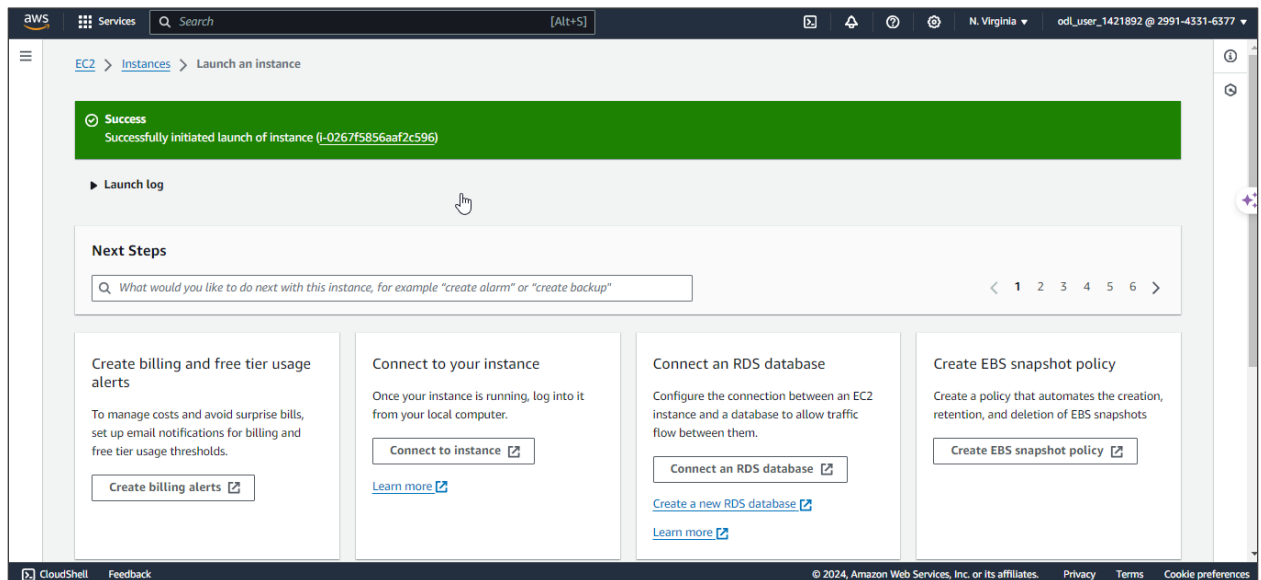 aws
Services
Search
[Alt+S]
N. Virginia
odl_user_1421892 @ 2991-4331-6377
EC2
Instances
Launch an instance
Success
Successfully initiated launch of instance (i-0267f5856aaf2c596)
Launch log
Next Steps
What would you like to do next with this instance, for example "create alarm" or "create backup"
1 2 3 4 5 6
Create billing and free tier usage
alerts
To manage costs and avoid surprise bills,
set up email notifications for billing and
free tier usage thresholds.
Create billing alerts
Connect to your instance
Once your instance is running, log into it
from your local computer.
Connect to instance
Learn more
Connect an RDS database
Configure the connection between an EC2
instance and a database to allow traffic
flow between them.
Connect an RDS database
Create a new RDS database
Learn more
Create EBS snapshot policy
Create a policy that automates the creation,
retention, and deletion of EBS snapshots
Create EBS snapshot policy
CloudShell
Feedback
© 2024, Amazon Web Services, Inc. or its affiliates.
Privacy
Terms
Cookie preferences